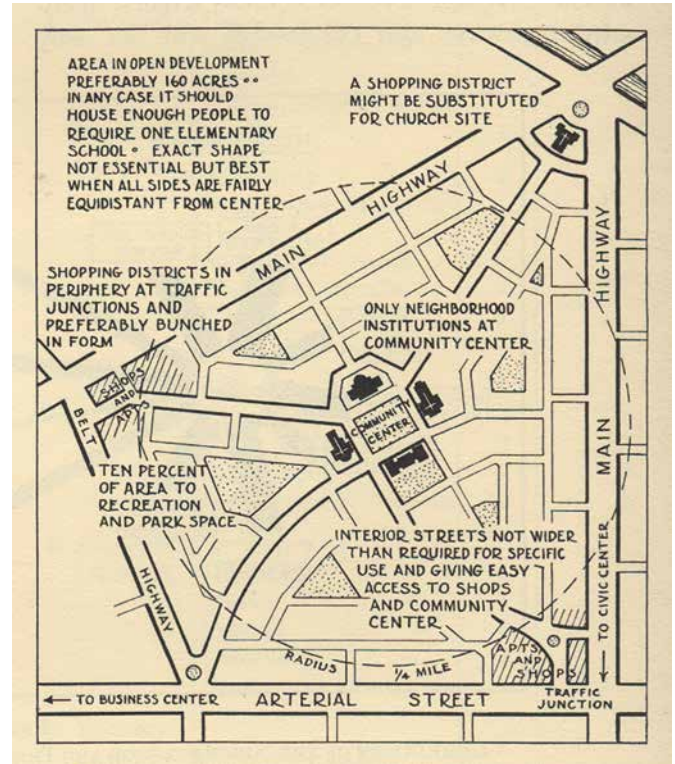 AREA IN OPEN DEVELOPMENT
PREFERABLY 160 ACRES • •
IN ANY CASE IT SHOULD
HOUSE ENOUGH PEOPLE TO
REQUIRE ONE ELEMENTARY
SCHOOL • EXACT SHAPE
NOT ESSENTIAL BUT BEST
WHEN ALL SIDES ARE FAIRLY
EQUIDISTANT FROM CENTER
A SHOPPING DISTRICT
MIGHT BE SUBSTITUTED
FOR CHURCH SITE
MAIN HIGHWAY
HIGHWAY
MAIN
SHOPPING DISTRICTS IN
PERIPHERY AT TRAFFIC
JUNCTIONS AND
PREFERABLY BUNCHED
IN FORM
ONLY NEIGHBORHOOD
INSTITUTIONS AT
COMMUNITY CENTER
SHOPS
AND
APTS
BELT
HIGHWAY
COMMUNITY
CENTER
TEN PERCENT
OF AREA TO
RECREATION
AND PARK SPACE
INTERIOR STREETS NOT WIDER
THAN REQUIRED FOR SPECIFIC
USE AND GIVING EASY
ACCESS TO SHOPS
AND COMMUNITY
CENTER
TO CIVIC CENTER
RADIUS 1/4 MILE
APTS
AND
SHOPS
← TO BUSINESS CENTER
ARTERIAL STREET
TRAFFIC
JUNCTION